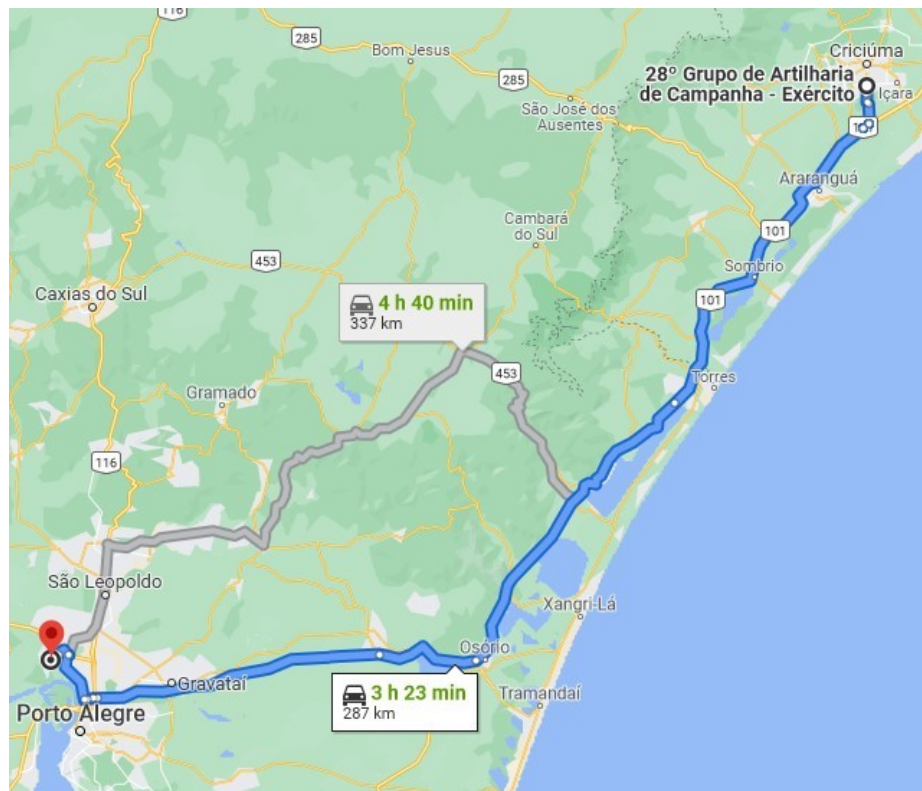 116
285
Bom Jesus
Criciúma
28º Grupo de Artilharia
de Campanha - Exército
Içara
285
São José dos
Ausentes
Araranguá
Cambará
do Sul
101
453
Sombrio
Caxias do Sul
4 h 40 min
337 km
101
453
Torres
Gramado
116
São Leopoldo
Xangri-Lá
Osório
Gravataí
3 h 23 min
287 km
Tramandaí
Porto Alegre